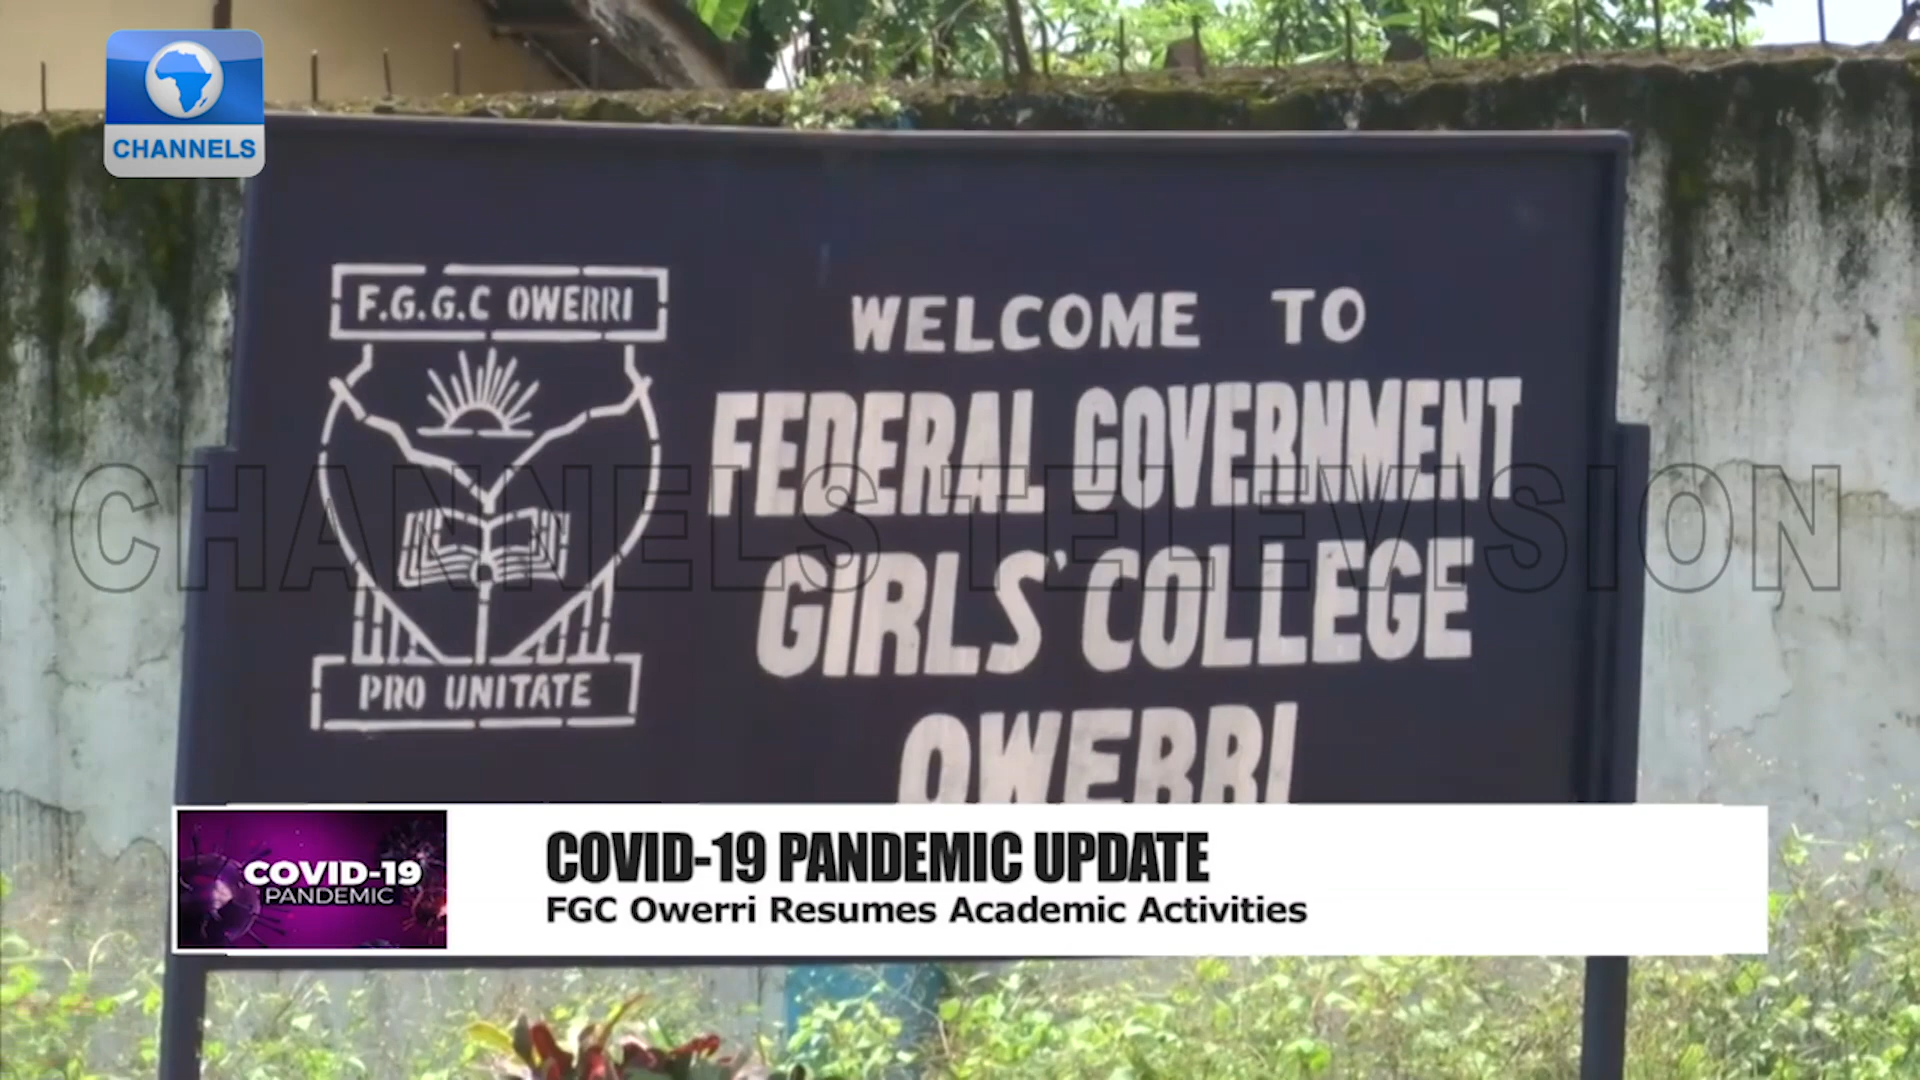 CHANNELS
F.G.G.C OWERRI
PRO UNITATE
WELCOME TO
FEDERAL GOVERNMENT
GIRLS' COLLEGE
OWERRI
CHANNELS TELEVISION
COVID-19
PANDEMIC
COVID-19 PANDEMIC UPDATE
FGC Owerri Resumes Academic Activities